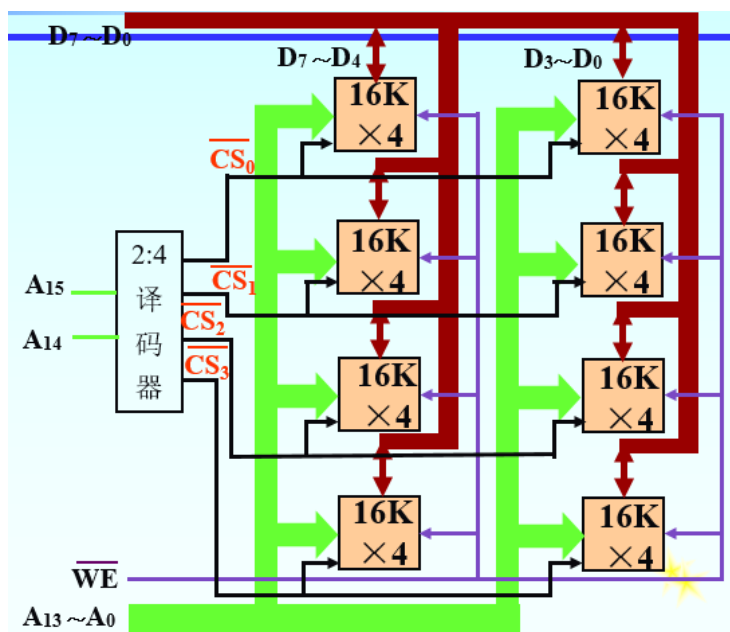 D7~D0
D7~D4
D3~D0
16K
×4
16K
×4
CS0
16K
×4
16K
×4
2:4
译
码
器
A15
A14
CS1
CS2
CS3
16K
×4
16K
×4
16K
×4
16K
×4
WE
A13~A0